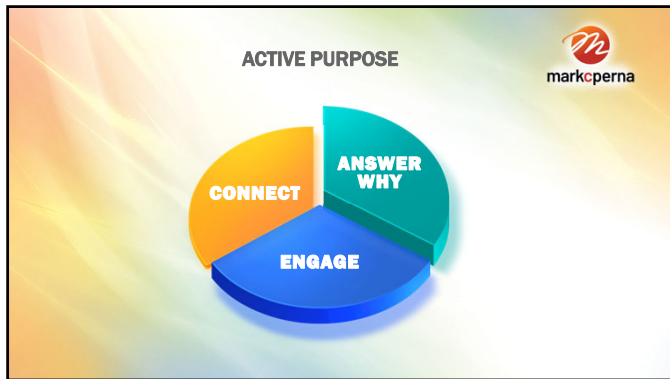 ACTIVE PURPOSE
markcperna
ANSWER
WHY
CONNECT
ENGAGE